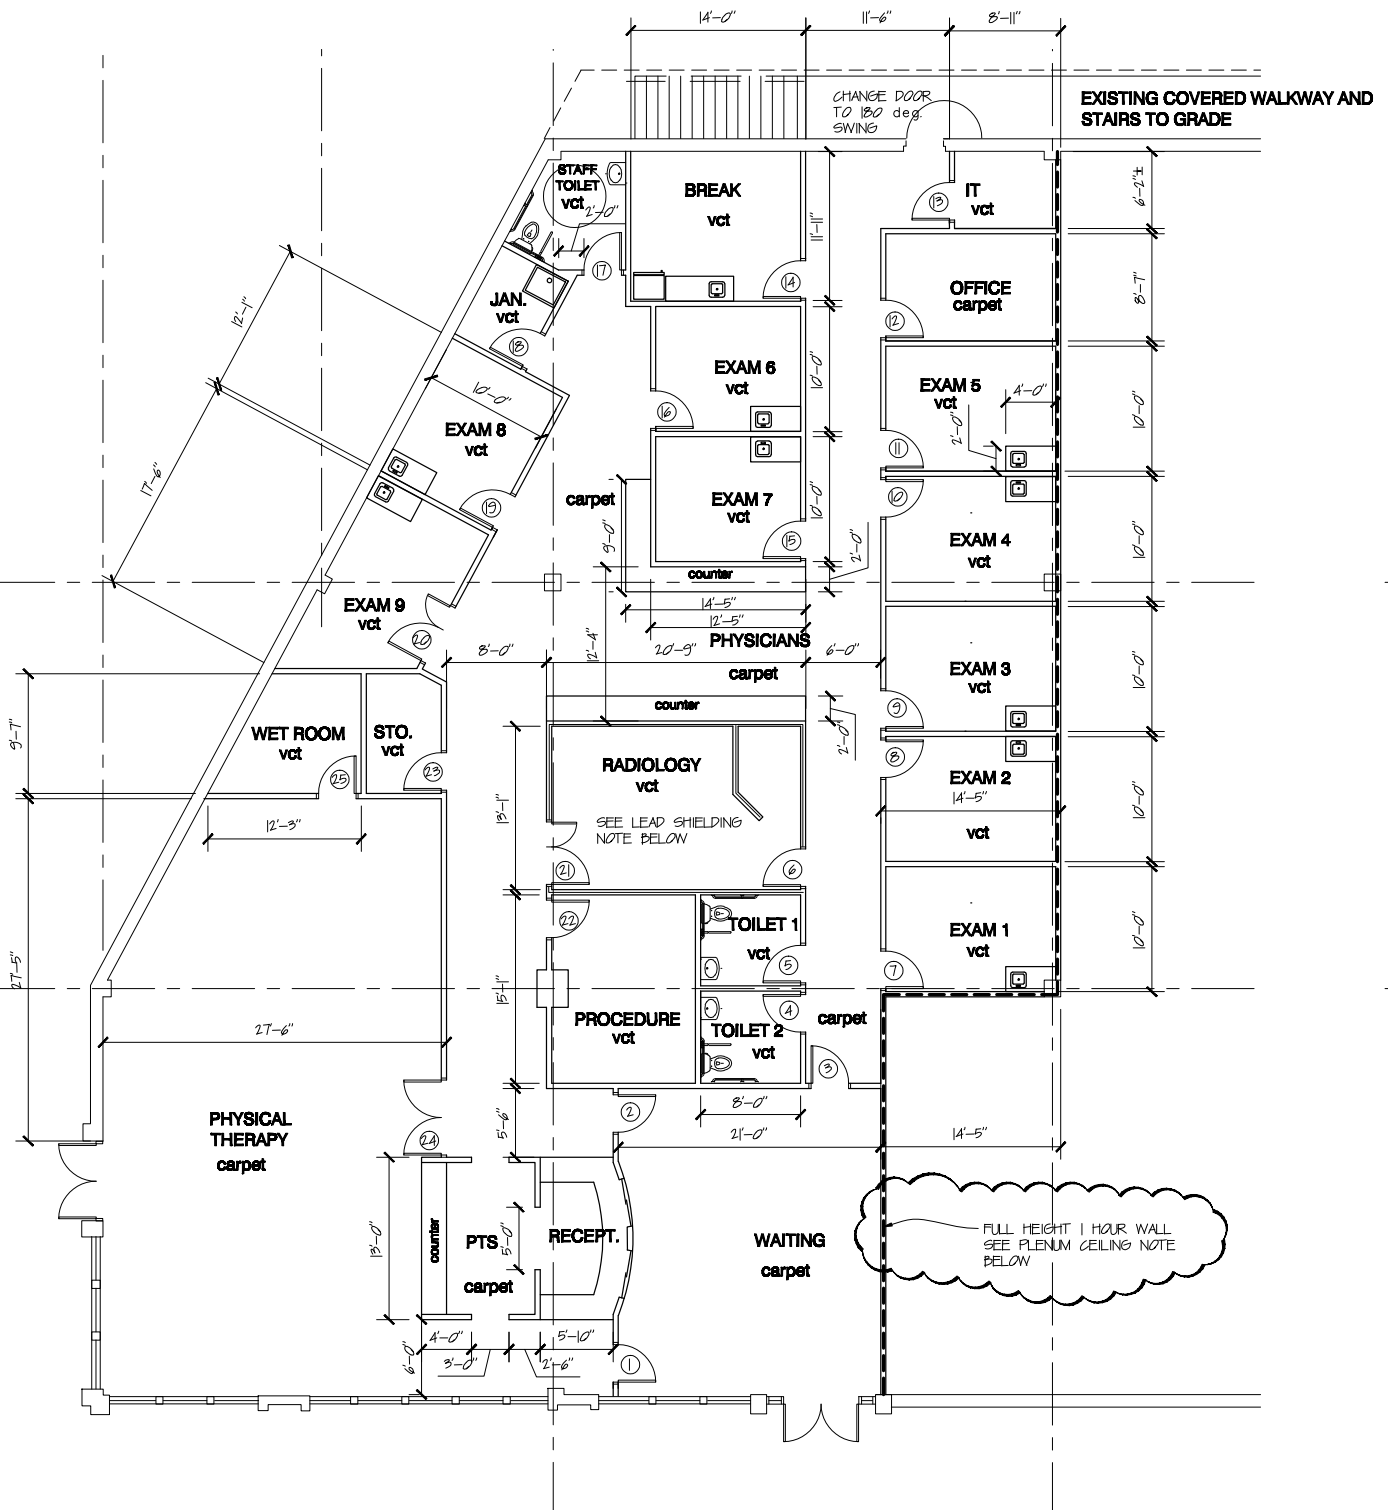 14'-0"
11'-6"
8'-11"
CHANGE DOOR
TO 180 deg.
SWING
EXISTING COVERED WALKWAY AND
STAIRS TO GRADE
STAFF
TOILET
vct
2'-0"
BREAK
vct
11'-11"
13
IT
vct
6'-2"±
17
14
JAN.
vct
18
OFFICE
carpet
12
8'-7"
12'-1"
10'-0"
EXAM 6
vct
16
10'-0"
EXAM 5
vct
4'-0"
2'-0"
11
10'-0"
EXAM 8
vct
19
17'-6"
carpet
9'-0"
EXAM 7
vct
15
10'-0"
2'-0"
10
EXAM 4
vct
10'-0"
counter
14'-5"
12'-5"
EXAM 9
vct
20
PHYSICIANS
carpet
8'-0"
12'-4"
20'-9"
6'-0"
EXAM 3
vct
9
10'-0"
counter
2'-0"
9'-7"
WET ROOM
vct
25
STO.
vct
23
12'-3"
RADIOLOGY
vct
SEE LEAD SHIELDING
NOTE BELOW
13'-1"
21
6
8
EXAM 2
14'-5"
vct
10'-0"
27'-5"
22
TOILET 1
vct
5
EXAM 1
vct
7
10'-0"
15'-1"
PROCEDURE
vct
4
TOILET 2
vct
carpet
3
27'-6"
PHYSICAL
THERAPY
carpet
24
5'-6"
2
8'-0"
21'-0"
14'-5"
13'-0"
counter
PTS
carpet
5'-0"
RECEPT.
WAITING
carpet
FULL HEIGHT 1 HOUR WALL
SEE PLENUM CEILING NOTE
BELOW
6'-0"
4'-0"
3'-0"
5'-10"
2'-6"
1